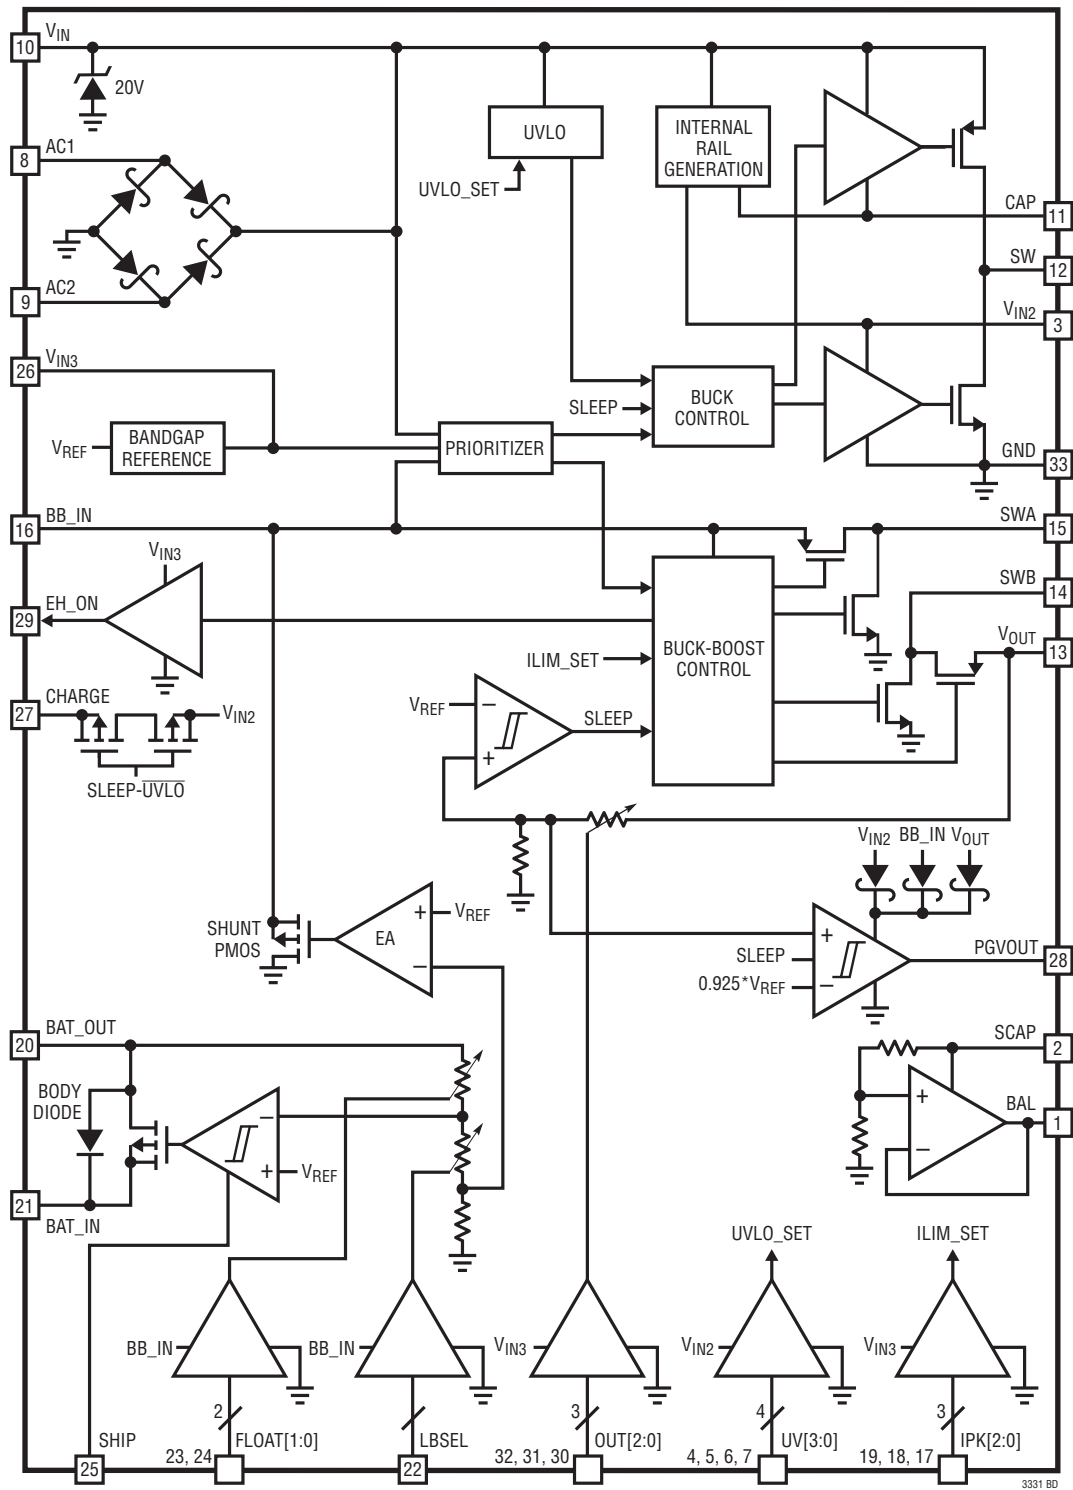 10 VIN
20V
8 AC1
9 AC2
UVLO
UVLO_SET
INTERNAL
RAIL
GENERATION
CAP 11
SW 12
VIN2 3
26 VIN3
BUCK
CONTROL
SLEEP
VREF
BANDGAP
REFERENCE
PRIORITIZER
GND 33
16 BB_IN
SWA 15
VIN3
29 EH_ON
SWB 14
BUCK-BOOST
CONTROL
ILIM_SET
VOUT 13
27 CHARGE
VIN2
SLEEP-UVLO
VREF
−
+
SLEEP
VIN2 BB_IN VOUT
SHUNT
PMOS
EA
+
−
VREF
+
−
SLEEP
0.925*VREF
PGVOUT 28
20 BAT_OUT
SCAP 2
BODY
DIODE
−
+
VREF
+
−
BAL 1
21 BAT_IN
UVLO_SET
ILIM_SET
BB_IN
BB_IN
VIN3
VIN2
VIN3
2
3
4
3
SHIP
25
23, 24
FLOAT[1:0]
LBSEL
22
32, 31, 30
OUT[2:0]
4, 5, 6, 7
UV[3:0]
19, 18, 17
IPK[2:0]
3331 BD